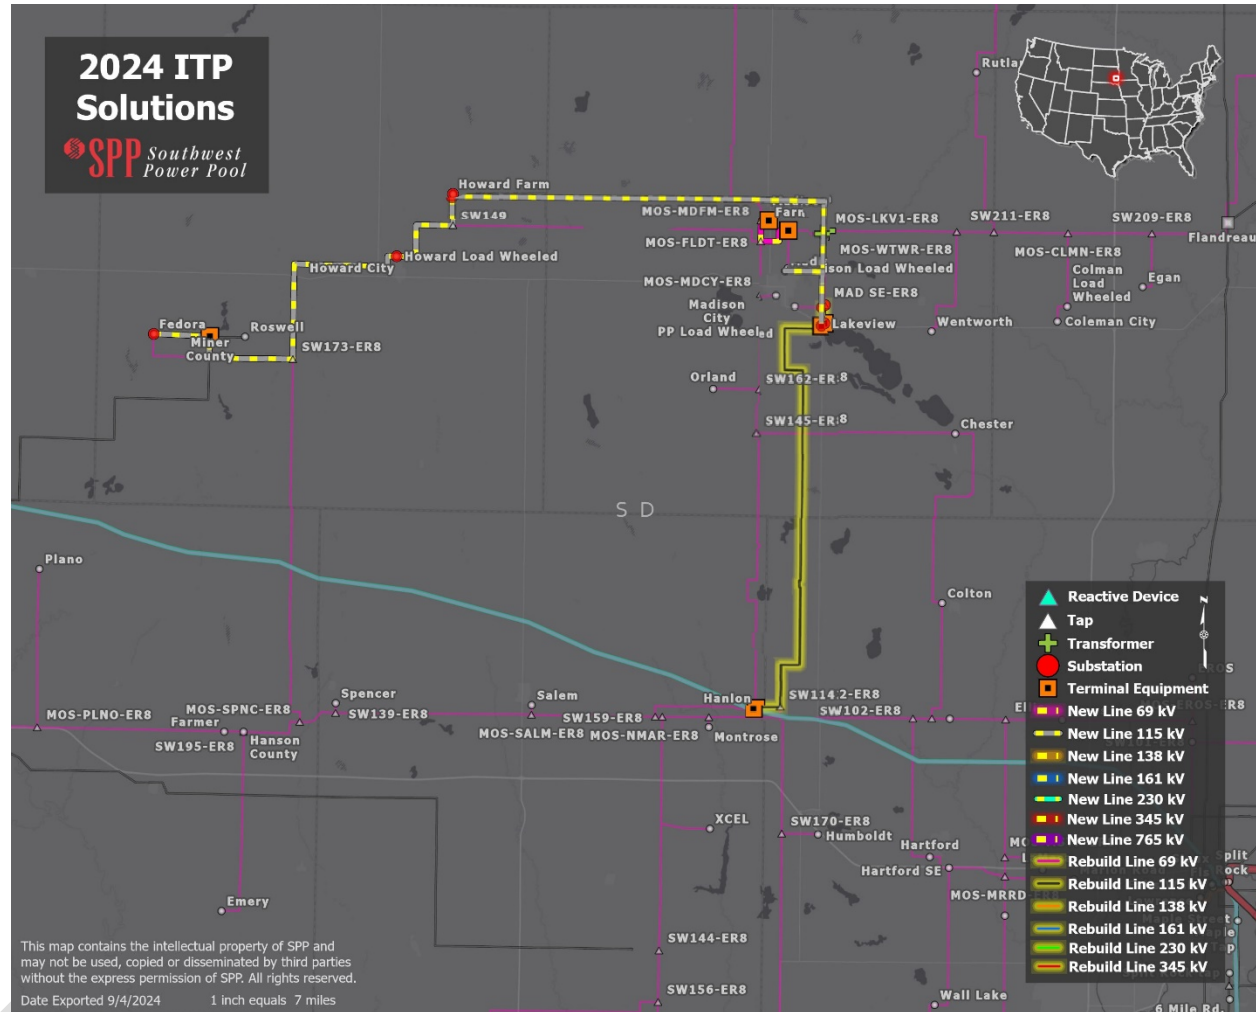 2024 ITP
Solutions
SPP Southwest
Power Pool
Rutla
Howard Farm
SW149
MOS-MDFM-ER8
Farm
MOS-LKV1-ER8
SW211-ER8
SW209-ER8
Flandreau
MOS-FLDT-ER8
MOS-WTWR-ER8
MOS-CLMN-ER8
Howard Load Wheeled
Howard City
ison Load Wheeled
Colman
Load
Wheeled
Egan
MOS-MDCY-ER8
MAD SE-ER8
Madison
City
Fedora
Roswell
Miner
County
PP Load Wheeled
Lakeview
Wentworth
Coleman City
SW173-ER8
Orland
SW162-ER8
SW145-ER8
Chester
S D
Plano
Colton
Reactive Device
N
Tap
Transformer
Substation
Terminal Equipment
New Line 69 kV
New Line 115 kV
New Line 138 kV
New Line 161 kV
New Line 230 kV
New Line 345 kV
New Line 765 kV
Rebuild Line 69 kV
Rebuild Line 115 kV
Rebuild Line 138 kV
Rebuild Line 161 kV
Rebuild Line 230 kV
Rebuild Line 345 kV
Spencer
Salem
Hanlon
SW114
2-ER8
MOS-PLNO-ER8
MOS-SPNC-ER8
SW139-ER8
SW159-ER8
SW102-ER8
Farmer
SW195-ER8
Hanson
County
MOS-SALM-ER8
MOS-NMAR-ER8
Montrose
XCEL
SW170-ER8
Humboldt
Hartford
Hartford SE
Split
Rock
MOS-MRRD-ER8
Emery
SW144-ER8
SW156-ER8
Wall Lake
6 Mile Rd.
This map contains the intellectual property of SPP and
may not be used, copied or disseminated by third parties
without the express permission of SPP. All rights reserved.
Date Exported 9/4/2024 1 inch equals 7 miles